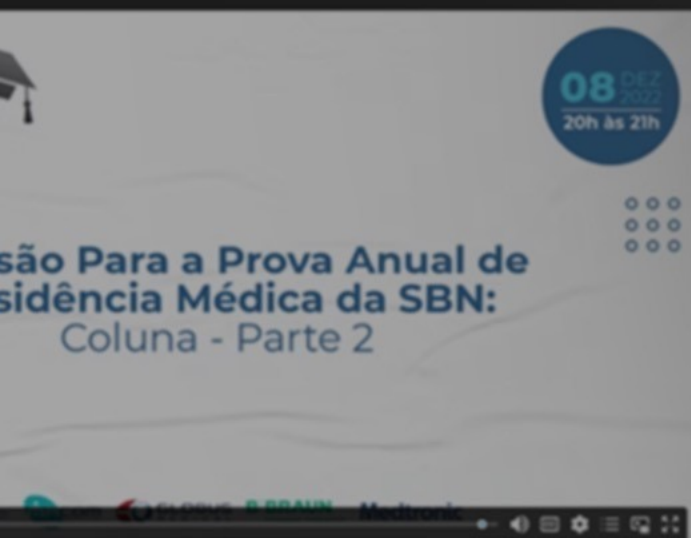 08 DEZ
2022
20h às 21h
são Para a Prova Anual de
sidência Médica da SBN:
Coluna - Parte 2
B|BRAUN
Medtronic